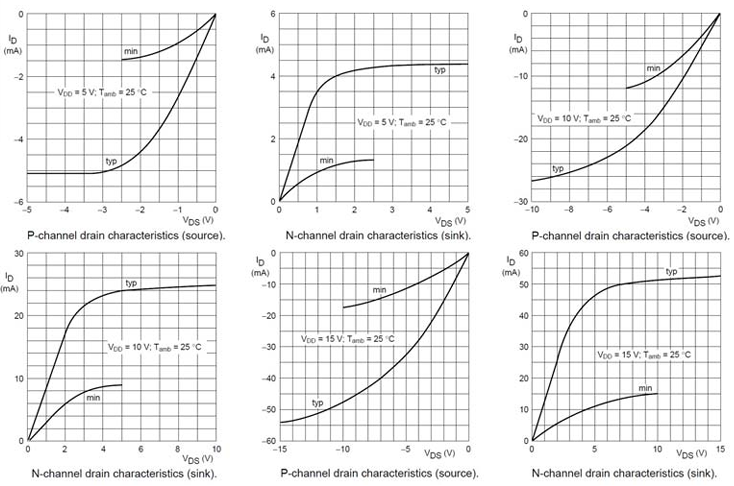 0
I_D
(mA)
min
−2
V_DD = 5 V; T_amb = 25 °C
−4
typ
−6
−5 −4 −3 −2 −1 0
V_DS (V)
P-channel drain characteristics (source).
6
I_D
(mA)
typ
4
V_DD = 5 V; T_amb = 25 °C
2
min
0
0 1 2 3 4 5
V_DS (V)
N-channel drain characteristics (sink).
0
I_D
(mA)
min
−10
V_DD = 10 V; T_amb = 25 °C
−20
typ
−30
−10 −8 −6 −4 −2 0
V_DS (V)
P-channel drain characteristics (source).
30
I_D
(mA)
typ
20
V_DD = 10 V; T_amb = 25 °C
10
min
0
0 2 4 6 8 10
V_DS (V)
N-channel drain characteristics (sink).
0
I_D
(mA)
−10
min
−20
V_DD = 15 V; T_amb = 25 °C
−30
−40
typ
−50
−60
−15 −10 −5 0
V_DS (V)
P-channel drain characteristics (source).
60
I_D
(mA)
typ
50
40
30
V_DD = 15 V; T_amb = 25 °C
20
min
10
0
0 5 10 15
V_DS (V)
N-channel drain characteristics (sink).